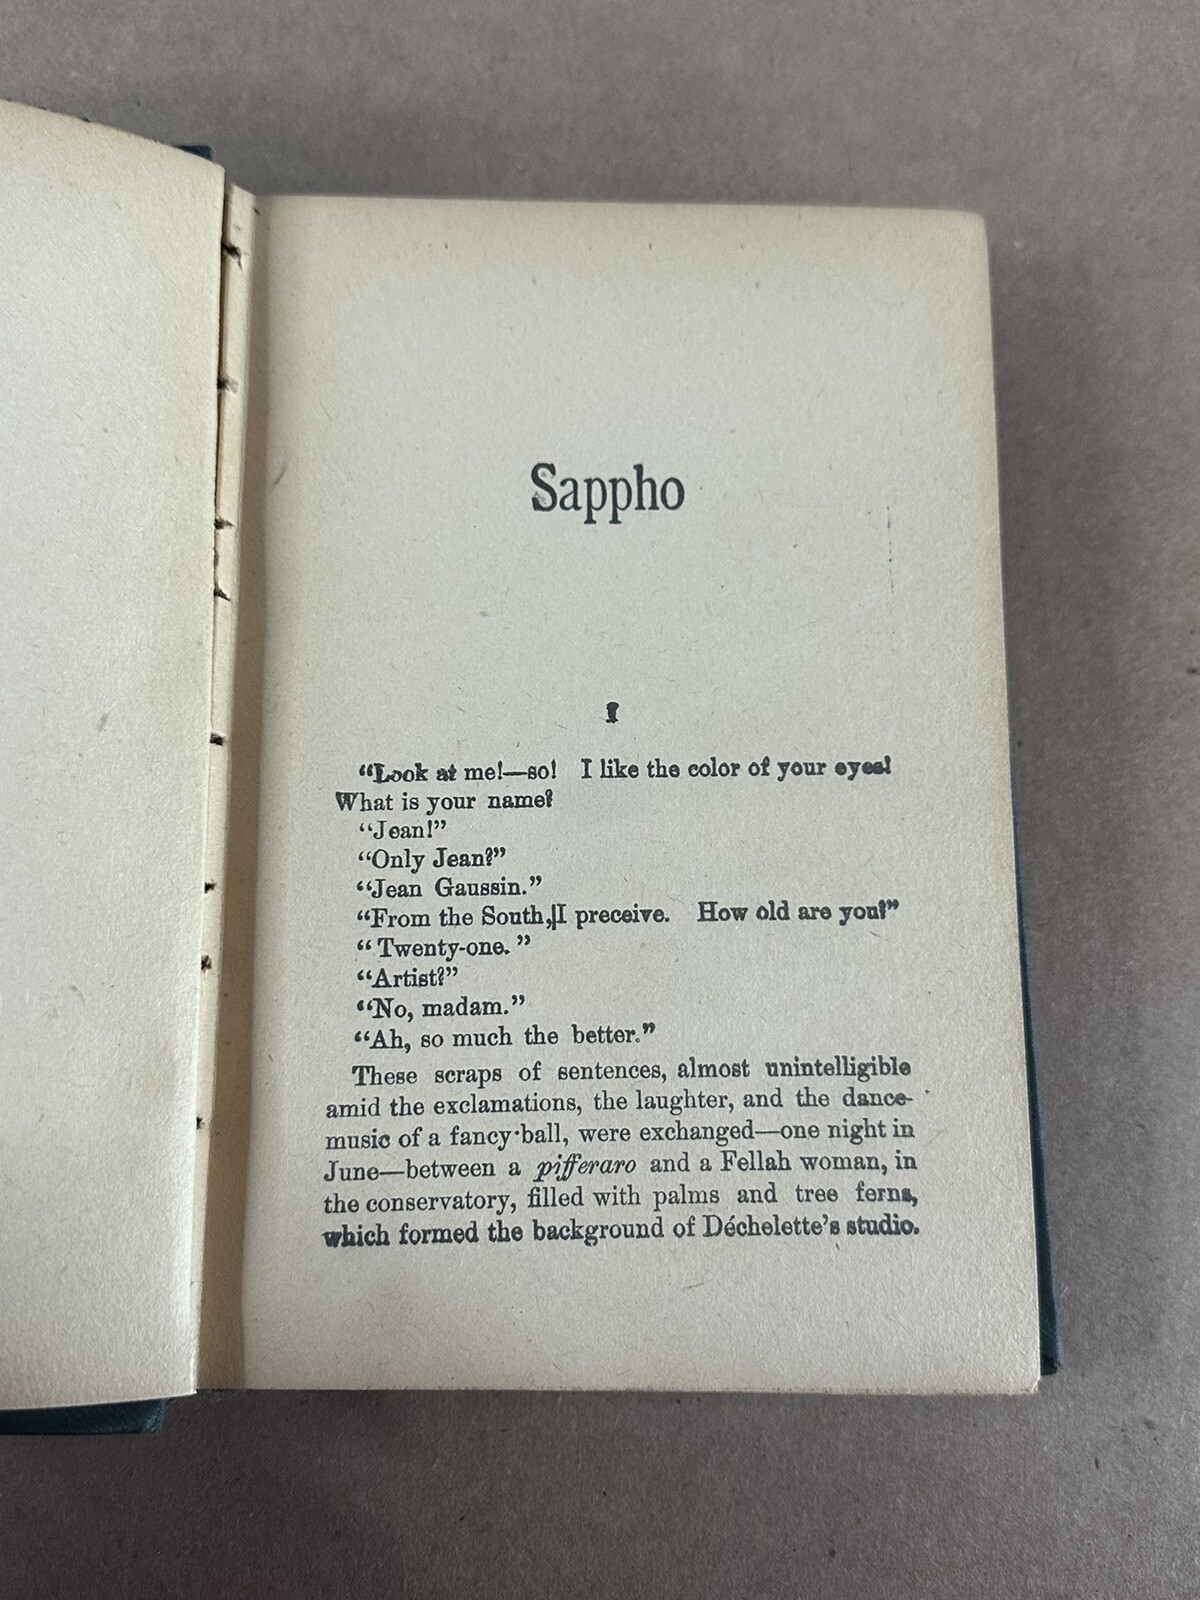 Sappho
I
“Look at me!—so! I like the color of your eyes!
What is your name?
“Jean!”
“Only Jean?”
“Jean Gaussin.”
“From the South, I preceive. How old are you?”
“Twenty-one.”
“Artist?”
“No, madam.”
“Ah, so much the better.”
These scraps of sentences, almost unintelligible
amid the exclamations, the laughter, and the dance-
music of a fancy-ball, were exchanged—one night in
June—between a pifferaro and a Fellah woman, in
the conservatory, filled with palms and tree ferns,
which formed the background of Déchelette’s studio.